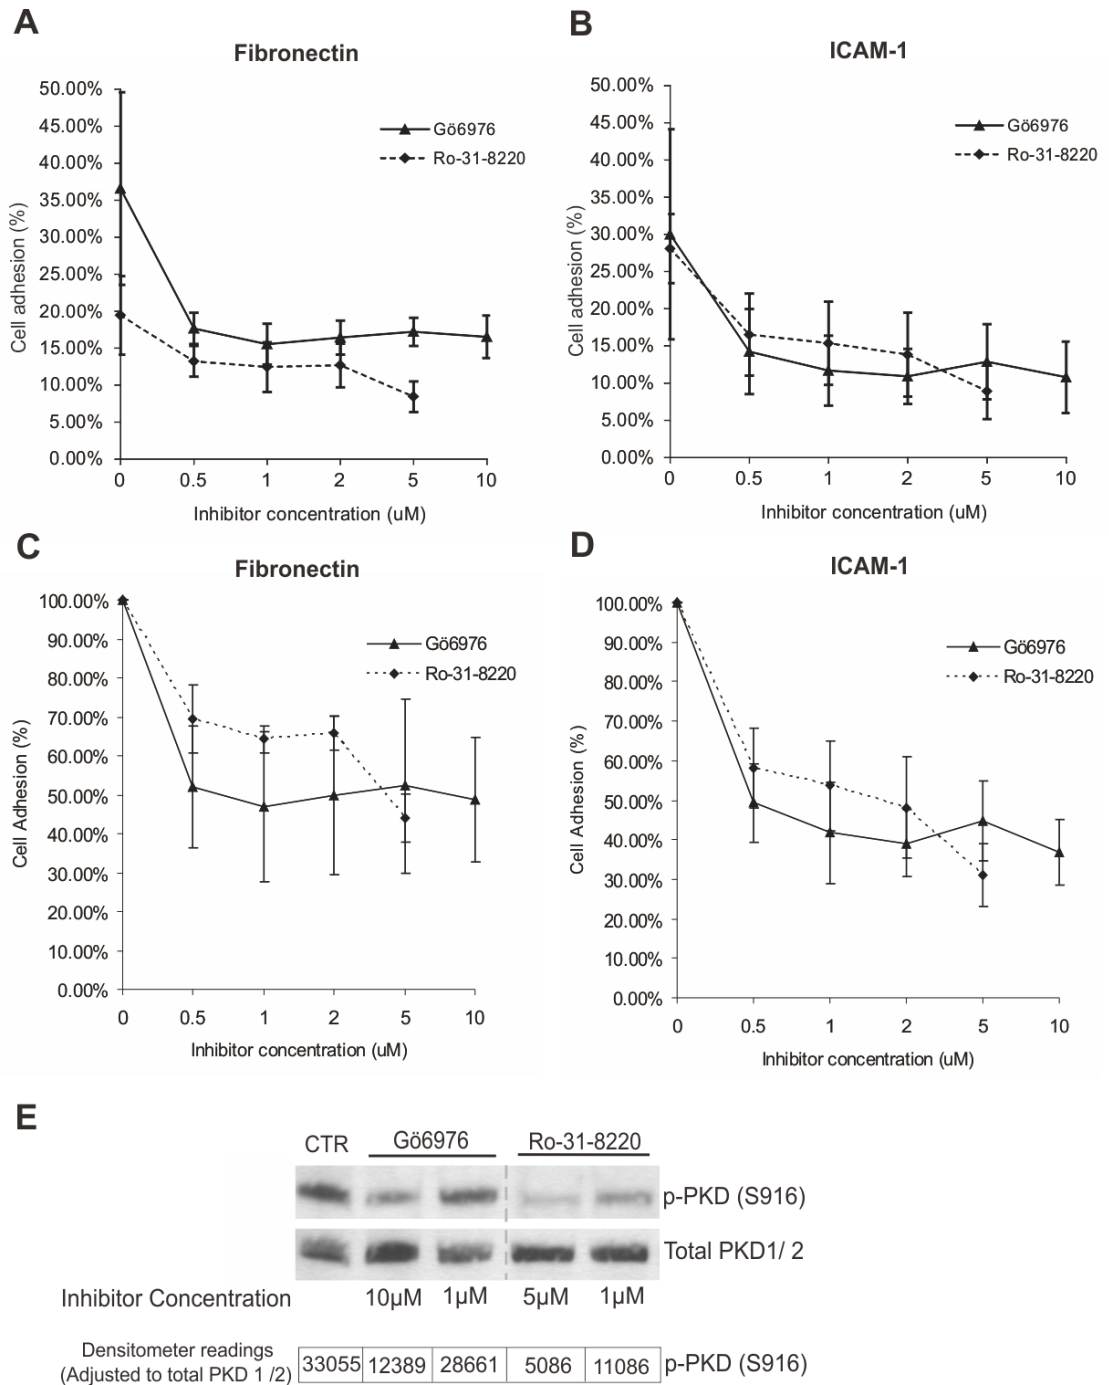 A
Fibronectin
50.00%
45.00%
40.00%
35.00%
30.00%
25.00%
20.00%
15.00%
10.00%
5.00%
0.00%
Cell adhesion (%)
Gö6976
Ro-31-8220
0 0.5 1 2 5 10
Inhibitor concentration (uM)
B
ICAM-1
50.00%
45.00%
40.00%
35.00%
30.00%
25.00%
20.00%
15.00%
10.00%
5.00%
0.00%
Cell adhesion (%)
Gö6976
Ro-31-8220
0 0.5 1 2 5 10
Inhibitor concentration (uM)
C
Fibronectin
100.00%
90.00%
80.00%
70.00%
60.00%
50.00%
40.00%
30.00%
20.00%
10.00%
0.00%
Cell Adhesion (%)
Gö6976
Ro-31-8220
0 0.5 1 2 5 10
Inhibitor concentration (uM)
D
ICAM-1
100.00%
90.00%
80.00%
70.00%
60.00%
50.00%
40.00%
30.00%
20.00%
10.00%
0.00%
Cell Adhesion (%)
Gö6976
Ro-31-8220
0 0.5 1 2 5 10
Inhibitor concentration (uM)
E
CTR Gö6976 Ro-31-8220
p-PKD (S916)
Total PKD1/ 2
Inhibitor Concentration 10µM 1µM 5µM 1µM
Densitometer readings
(Adjusted to total PKD 1 /2)
33055 12389 28661 5086 11086 p-PKD (S916)